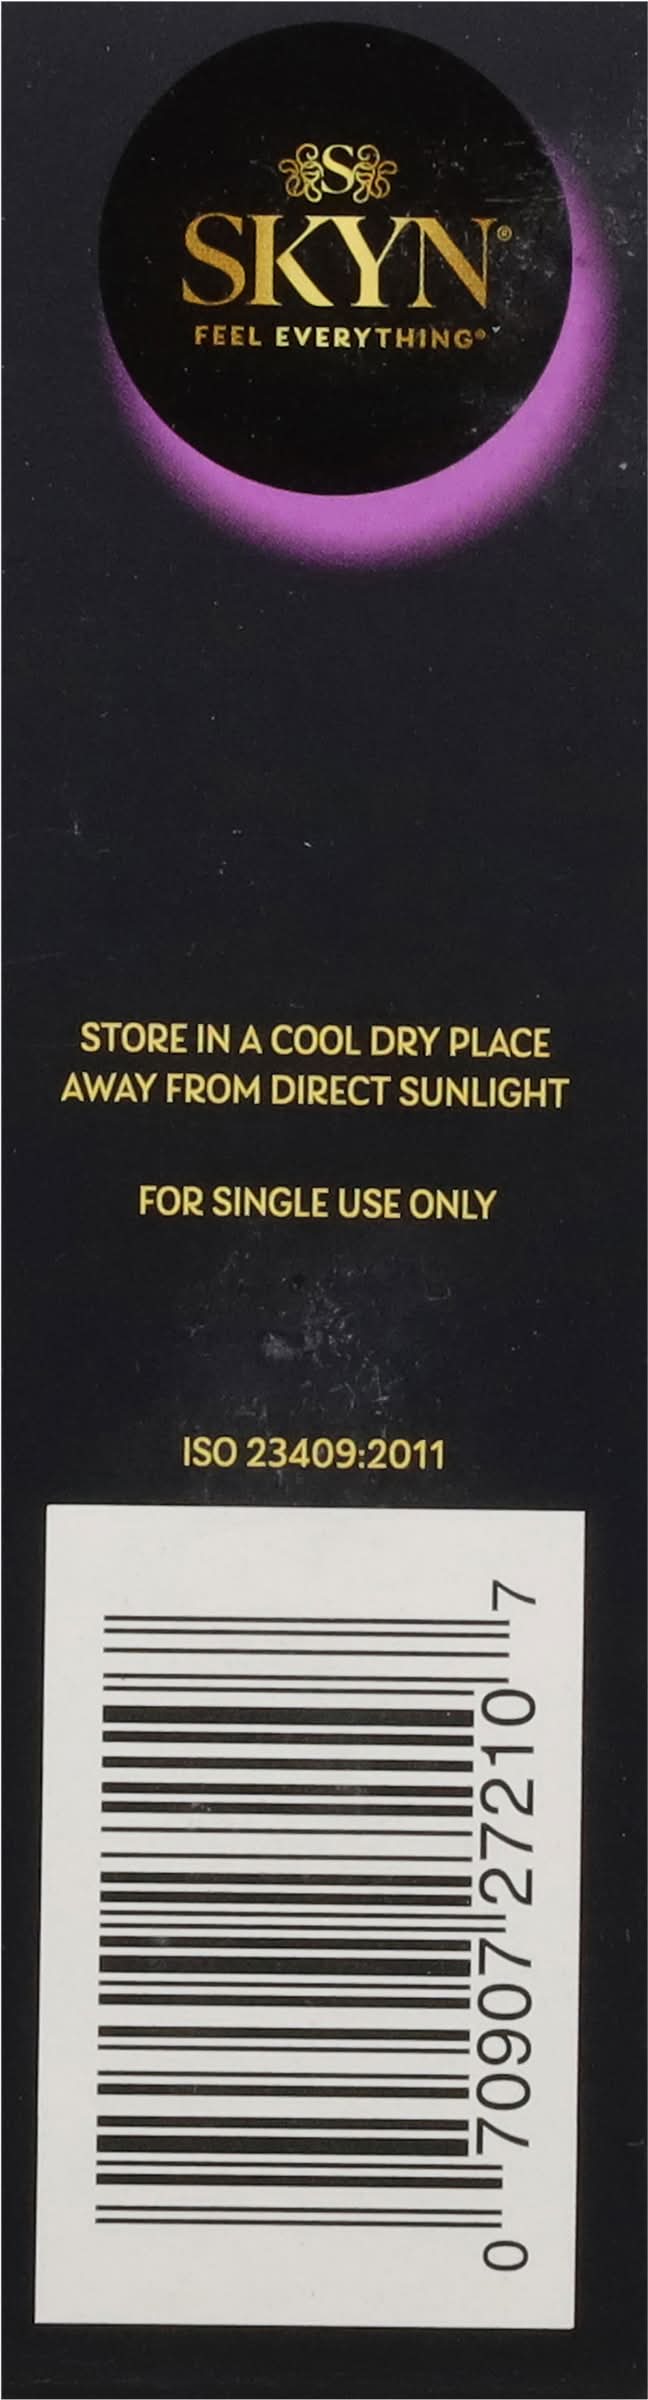 S
SKYN®
FEEL EVERYTHING®
STORE IN A COOL DRY PLACE
AWAY FROM DIRECT SUNLIGHT
FOR SINGLE USE ONLY
ISO 23409:2011
0 70907 27210 7